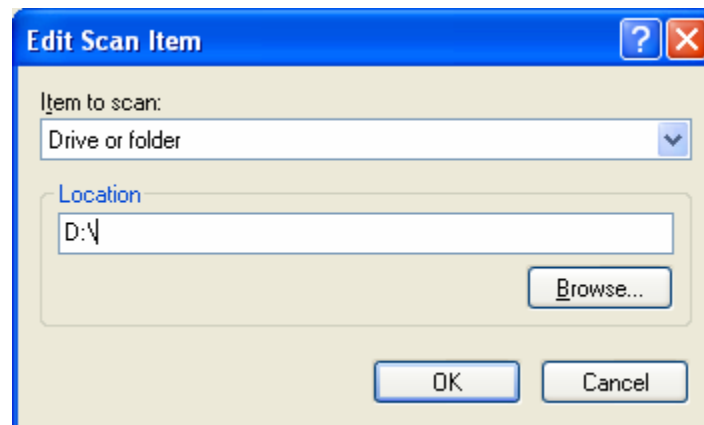 Edit Scan Item
Item to scan:
Drive or folder
Location
D:\
Browse...
OK Cancel